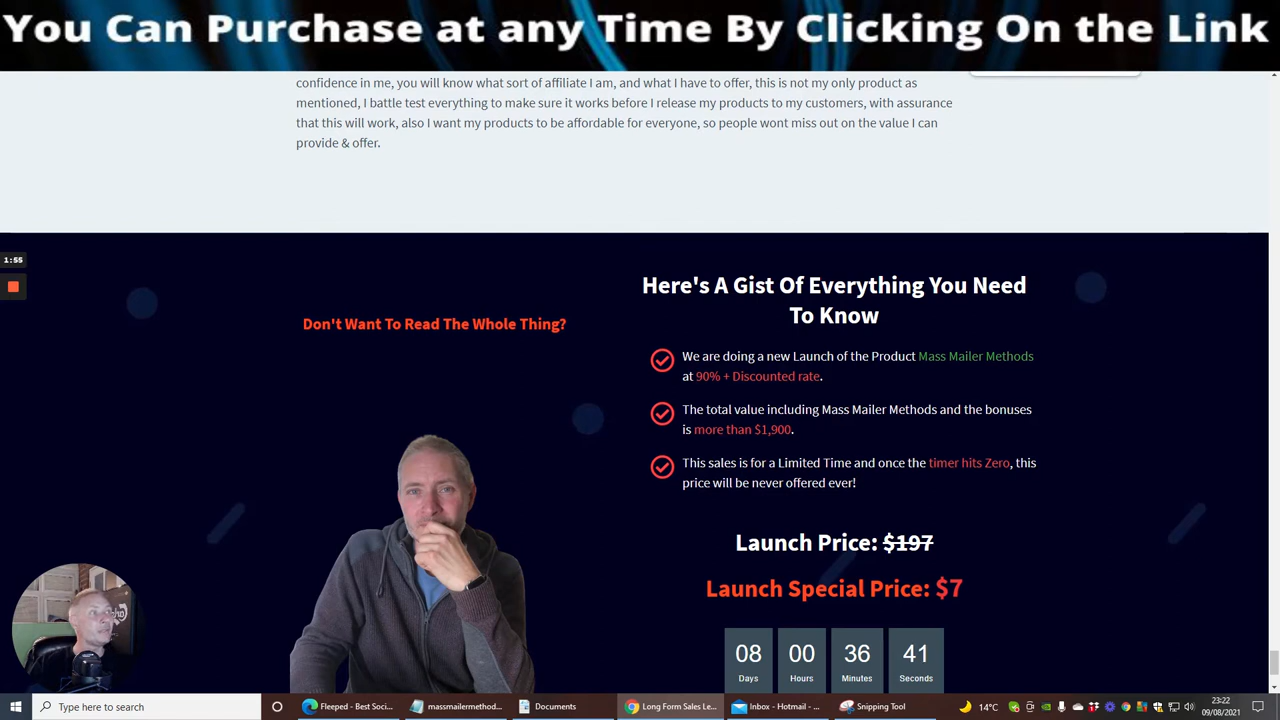 You Can Purchase at any Time By Clicking On the Link
confidence in me, you will know what sort of affiliate I am, and what I have to offer, this is not my only product as
mentioned, I battle test everything to make sure it works before I release my products to my customers, with assurance
that this will work, also I want my products to be affordable for everyone, so people wont miss out on the value I can
provide & offer.
1:55
Here's A Gist Of Everything You Need
To Know
Don't Want To Read The Whole Thing?
We are doing a new Launch of the Product Mass Mailer Methods
at 90% + Discounted rate.
The total value including Mass Mailer Methods and the bonuses
is more than $1,900.
This sales is for a Limited Time and once the timer hits Zero, this
price will be never offered ever!
Launch Price: $197
Launch Special Price: $7
08 00 36 41
Days Hours Minutes Seconds
Type here to search
Fleeped - Best Soci...
massmailermethod...
Documents
Long Form Sales Le...
Inbox - Hotmail - ...
Snipping Tool
14°C
23:22
09/08/2021